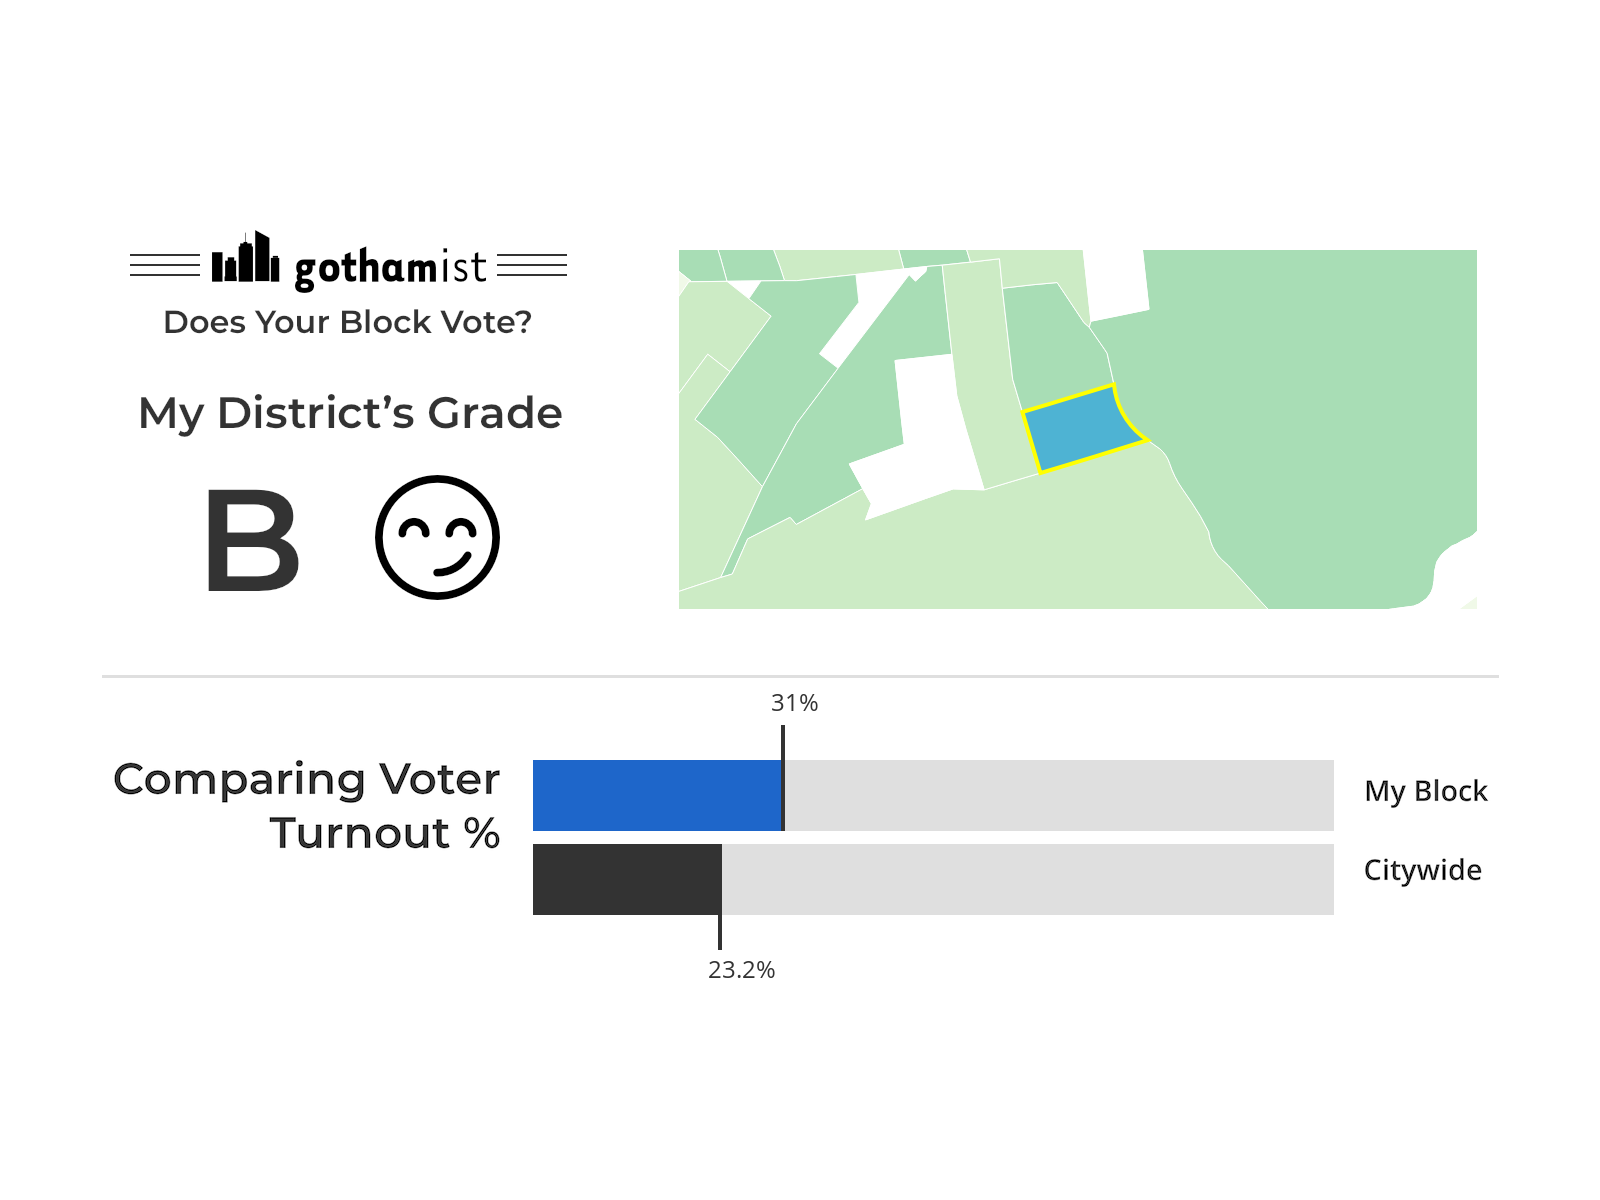 gothamist
Does Your Block Vote?
My District’s Grade
B
31%
Comparing Voter
Turnout %
My Block
Citywide
23.2%